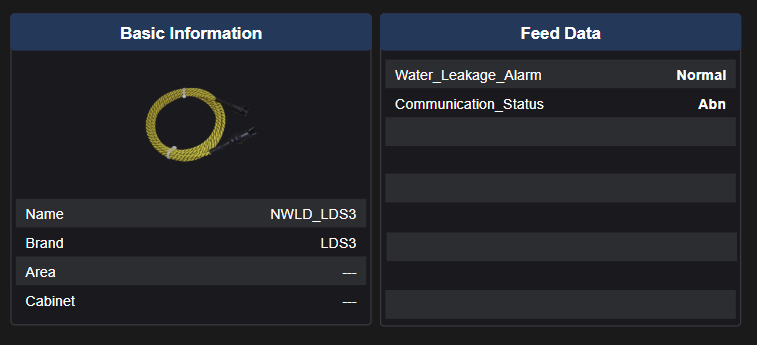 Basic Information
Name NWLD_LDS3
Brand LDS3
Area ---
Cabinet ---
Feed Data
Water_Leakage_Alarm Normal
Communication_Status Abn